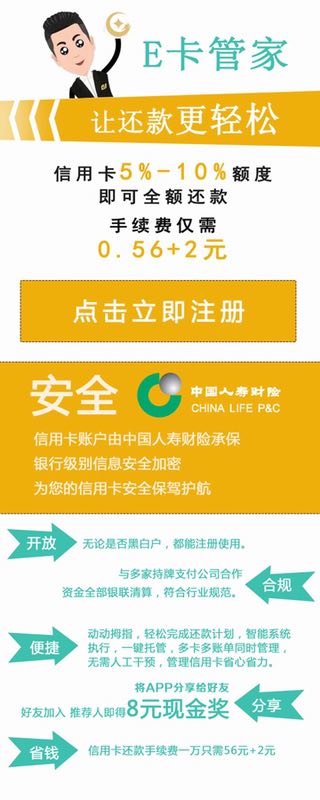 E卡管家
让还款更轻松
信用卡5%-10%额度
即可全额还款
手续费仅需
0.56+2元
点击立即注册
安全
中国人寿财险
CHINA LIFE P&C
信用卡账户由中国人寿财险承保
银行级别信息安全加密
为您的信用卡安全保驾护航
开放
无论是否黑白户，都能注册使用。
与多家持牌支付公司合作
资金全部银联清算，符合行业规范。
合规
便捷
动动拇指，轻松完成还款计划，智能系统
执行，一键托管，多卡多账单同时管理，
无需人工干预，管理信用卡省心省力。
将APP分享给好友
好友加入 推荐人即得8元现金奖
分享
省钱
信用卡还款手续费一万只需56元+2元